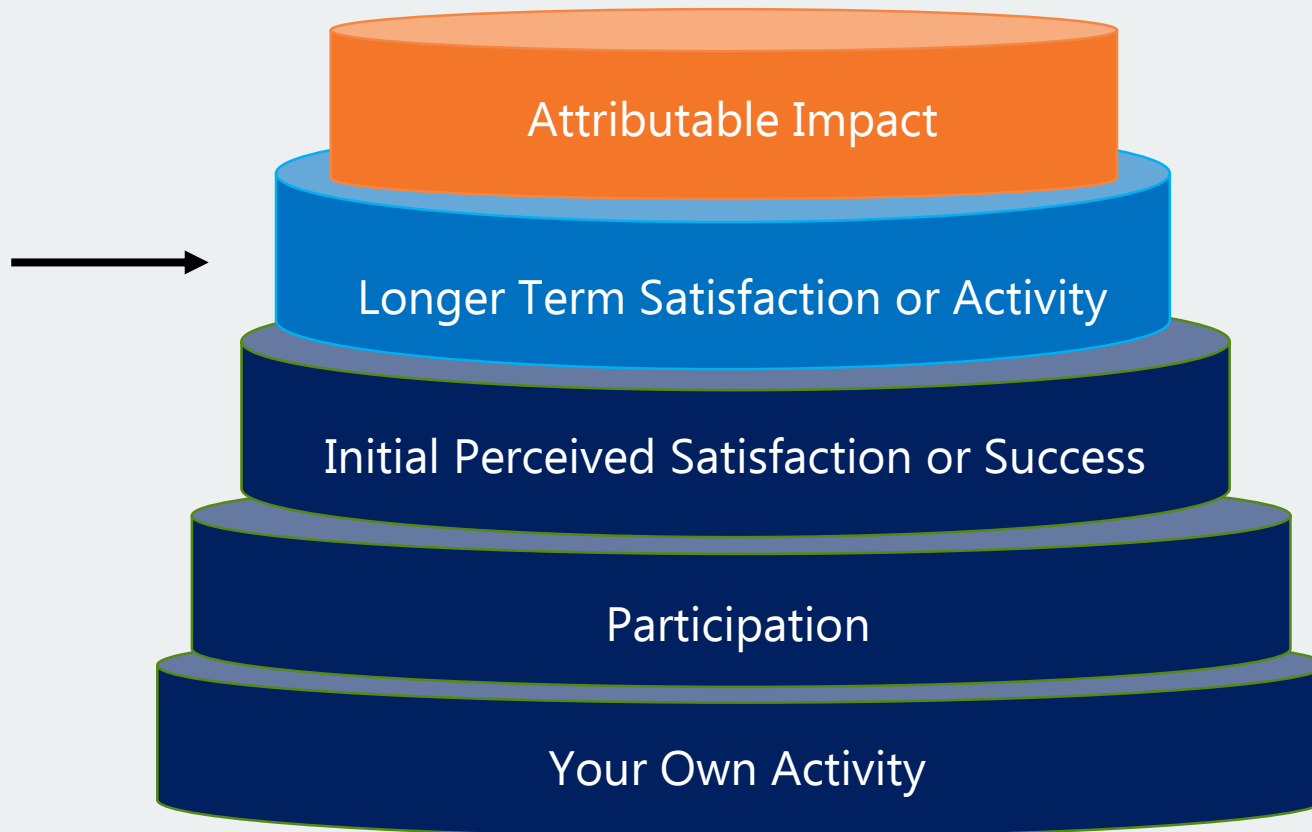 Attributable Impact
Longer Term Satisfaction or Activity
Initial Perceived Satisfaction or Success
Participation
Your Own Activity